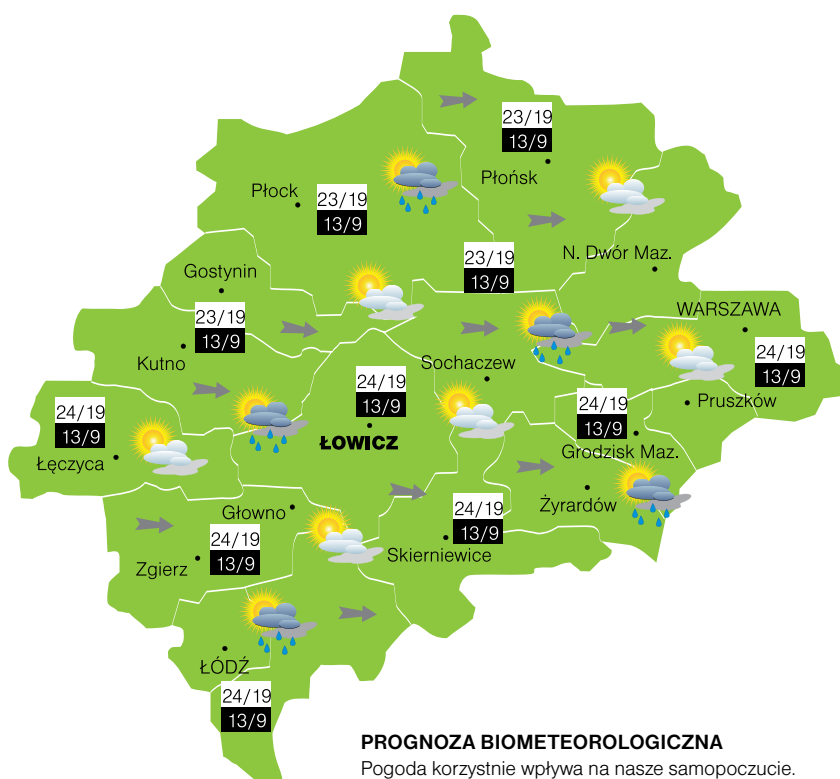 23/19
13/9
Płońsk
Płock
23/19
13/9
N. Dwór Maz.
23/19
13/9
Gostynin
23/19
13/9
Kutno
WARSZAWA
24/19
13/9
Sochaczew
24/19
13/9
ŁOWICZ
Pruszków
24/19
13/9
Grodzisk Maz.
24/19
13/9
Łęczyca
Żyrardów
Głowno
24/19
13/9
Skierniewice
24/19
13/9
Zgierz
ŁÓDŹ
24/19
13/9
PROGNOZA BIOMETEOROLOGICZNA
Pogoda korzystnie wpływa na nasze samopoczucie.